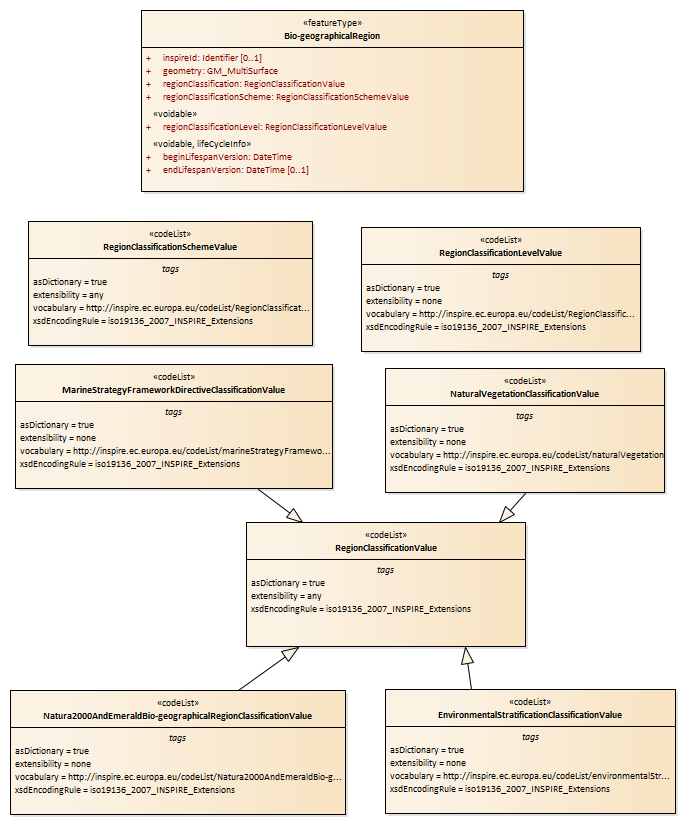 «featureType»
Bio-geographicalRegion
+ inspireId: Identifier [0..1]
+ geometry: GM_MultiSurface
+ regionClassification: RegionClassificationValue
+ regionClassificationScheme: RegionClassificationSchemeValue
«voidable»
+ regionClassificationLevel: RegionClassificationLevelValue
«voidable, lifeCycleInfo»
+ beginLifespanVersion: DateTime
+ endLifespanVersion: DateTime [0..1]
«codeList»
RegionClassificationSchemeValue
tags
asDictionary = true
extensibility = any
vocabulary = http://inspire.ec.europa.eu/codeList/RegionClassificat...
xsdEncodingRule = iso19136_2007_INSPIRE_Extensions
«codeList»
RegionClassificationLevelValue
tags
asDictionary = true
extensibility = none
vocabulary = http://inspire.ec.europa.eu/codeList/RegionClassific...
xsdEncodingRule = iso19136_2007_INSPIRE_Extensions
«codeList»
MarineStrategyFrameworkDirectiveClassificationValue
tags
asDictionary = true
extensibility = none
vocabulary = http://inspire.ec.europa.eu/codeList/marineStrategyFramewo...
xsdEncodingRule = iso19136_2007_INSPIRE_Extensions
«codeList»
NaturalVegetationClassificationValue
tags
asDictionary = true
extensibility = none
vocabulary = http://inspire.ec.europa.eu/codeList/naturalVegetation
xsdEncodingRule = iso19136_2007_INSPIRE_Extensions
«codeList»
RegionClassificationValue
tags
asDictionary = true
extensibility = any
xsdEncodingRule = iso19136_2007_INSPIRE_Extensions
«codeList»
Natura2000AndEmeraldBio-geographicalRegionClassificationValue
tags
asDictionary = true
extensibility = none
vocabulary = http://inspire.ec.europa.eu/codeList/Natura2000AndEmeraldBio-g...
xsdEncodingRule = iso19136_2007_INSPIRE_Extensions
«codeList»
EnvironmentalStratificationClassificationValue
tags
asDictionary = true
extensibility = none
vocabulary = http://inspire.ec.europa.eu/codeList/environmentalStr...
xsdEncodingRule = iso19136_2007_INSPIRE_Extensions